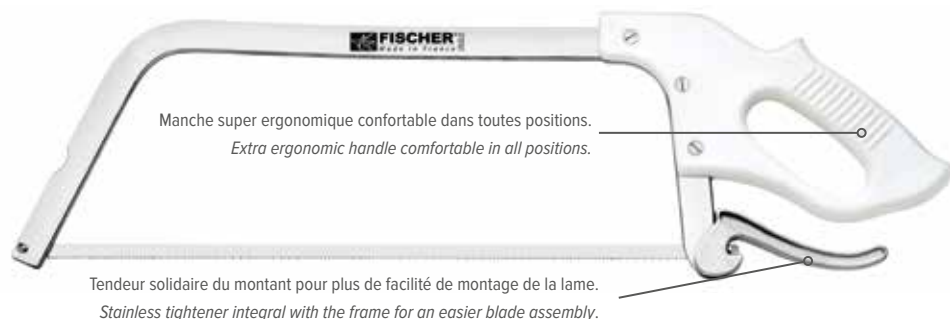 FISCHER
Made in France
Manche super ergonomique confortable dans toutes positions.
Extra ergonomic handle comfortable in all positions.
Tendeur solidaire du montant pour plus de facilité de montage de la lame.
Stainless tightener integral with the frame for an easier blade assembly.